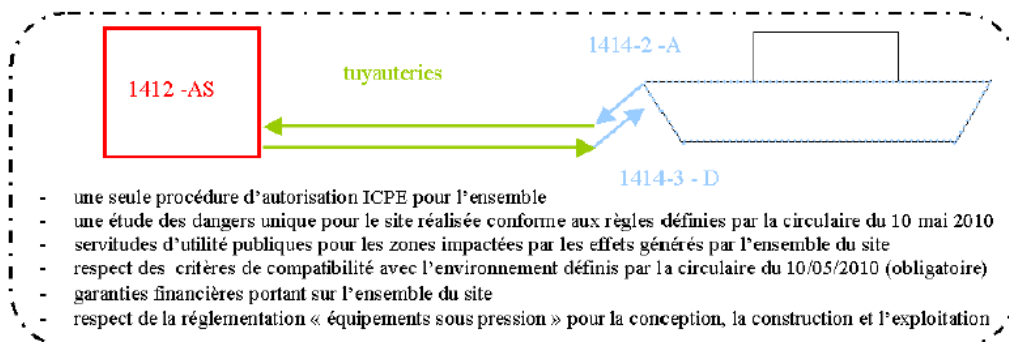 1414-2 -A
tuyauteries
1412 -AS
1414-3 - D
- une seule procédure d'autorisation ICPE pour l'ensemble
- une étude des dangers unique pour le site réalisée conforme aux règles définies par la circulaire du 10 mai 2010
- servitudes d'utilité publiques pour les zones impactées par les effets générés par l'ensemble du site
- respect des critères de compatibilité avec l'environnement définis par la circulaire du 10/05/2010 (obligatoire)
- garanties financières portant sur l'ensemble du site
- respect de la réglementation « équipements sous pression » pour la conception, la construction et l'exploitation